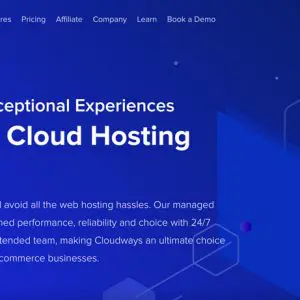 res Pricing Affiliate Company Learn Book a Demo
ceptional Experiences
Cloud Hosting
avoid all the web hosting hassles. Our managed
ned performance, reliability and choice with 24/7
tended team, making Cloudways an ultimate choice
commerce businesses.